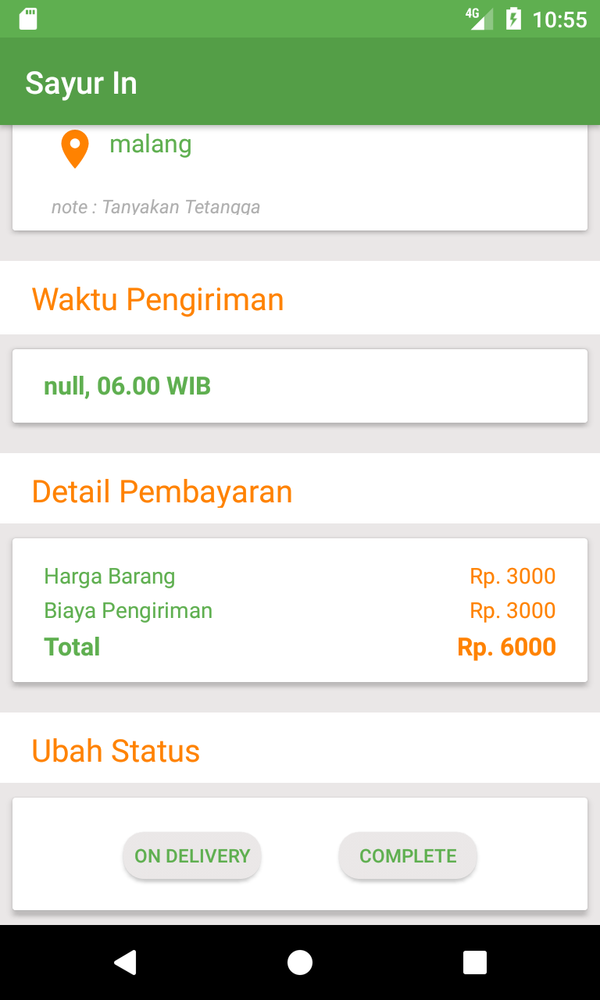 4G 10:55
Sayur In
malang
note : Tanyakan Tetangga
Waktu Pengiriman
null, 06.00 WIB
Detail Pembayaran
Harga Barang Rp. 3000
Biaya Pengiriman Rp. 3000
Total Rp. 6000
Ubah Status
ON DELIVERY COMPLETE